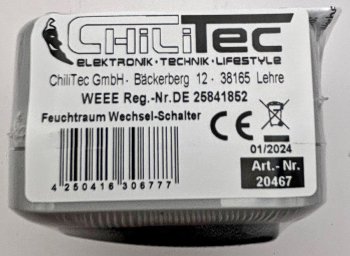 CHiLiTEC
ELEKTRONIK · TECHNIK · LIFESTYLE
ChiliTec GmbH · Bäckerberg 12 · 38165 Lehre
WEEE Reg.-Nr.DE 25841852
Feuchtraum Wechsel-Schalter
CE
01/2024
Art.- Nr.
20467
4 250416 306777